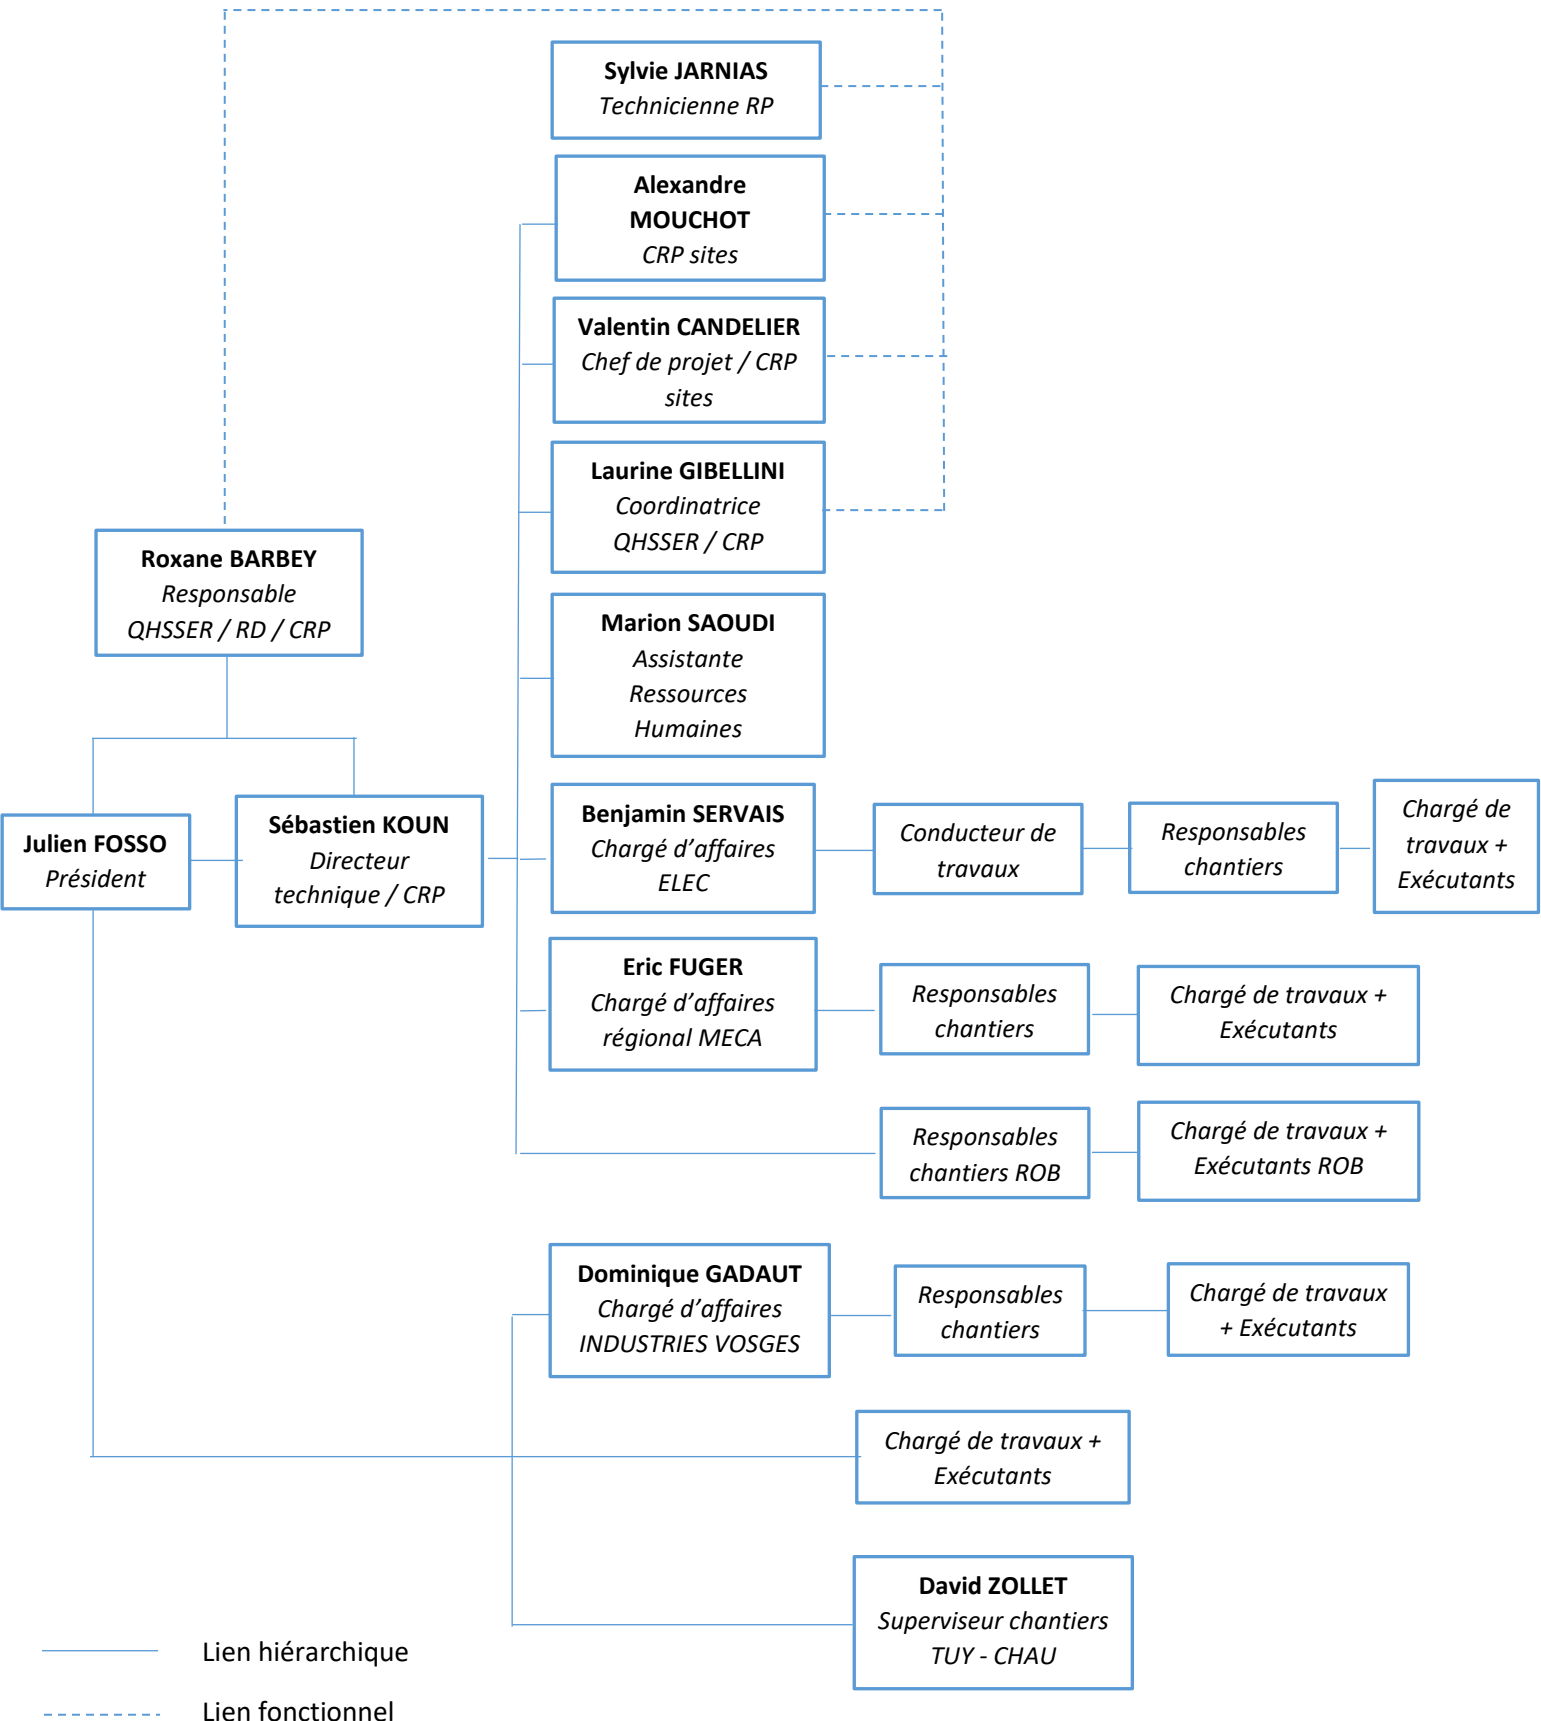 Sylvie JARNIAS
Technicienne RP
Alexandre
MOUCHOT
CRP sites
Valentin CANDELIER
Chef de projet / CRP
sites
Laurine GIBELLINI
Coordinatrice
QHSSER / CRP
Roxane BARBEY
Responsable
QHSSER / RD / CRP
Marion SAOUDI
Assistante
Ressources
Humaines
Julien FOSSO
Président
Sébastien KOUN
Directeur
technique / CRP
Benjamin SERVAIS
Chargé d’affaires
ELEC
Conducteur de
travaux
Responsables
chantiers
Chargé de
travaux +
Exécutants
Eric FUGER
Chargé d’affaires
régional MECA
Responsables
chantiers
Chargé de travaux +
Exécutants
Responsables
chantiers ROB
Chargé de travaux +
Exécutants ROB
Dominique GADAUT
Chargé d’affaires
INDUSTRIES VOSGES
Responsables
chantiers
Chargé de travaux
+ Exécutants
Chargé de travaux +
Exécutants
David ZOLLET
Superviseur chantiers
TUY - CHAU
Lien hiérarchique
Lien fonctionnel